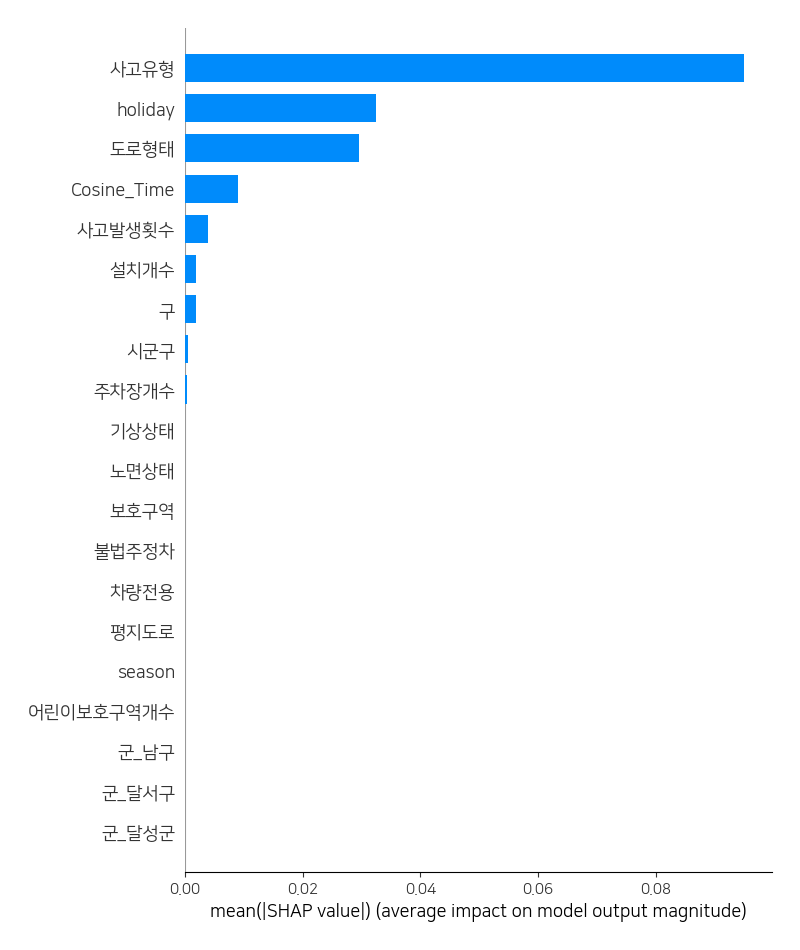 사고유형
holiday
도로형태
Cosine_Time
사고발생횟수
설치개수
구
시군구
주차장개수
기상상태
노면상태
보호구역
불법주정차
차량전용
평지도로
season
어린이보호구역개수
군_남구
군_달서구
군_달성군
0.00 0.02 0.04 0.06 0.08
mean(|SHAP value|) (average impact on model output magnitude)